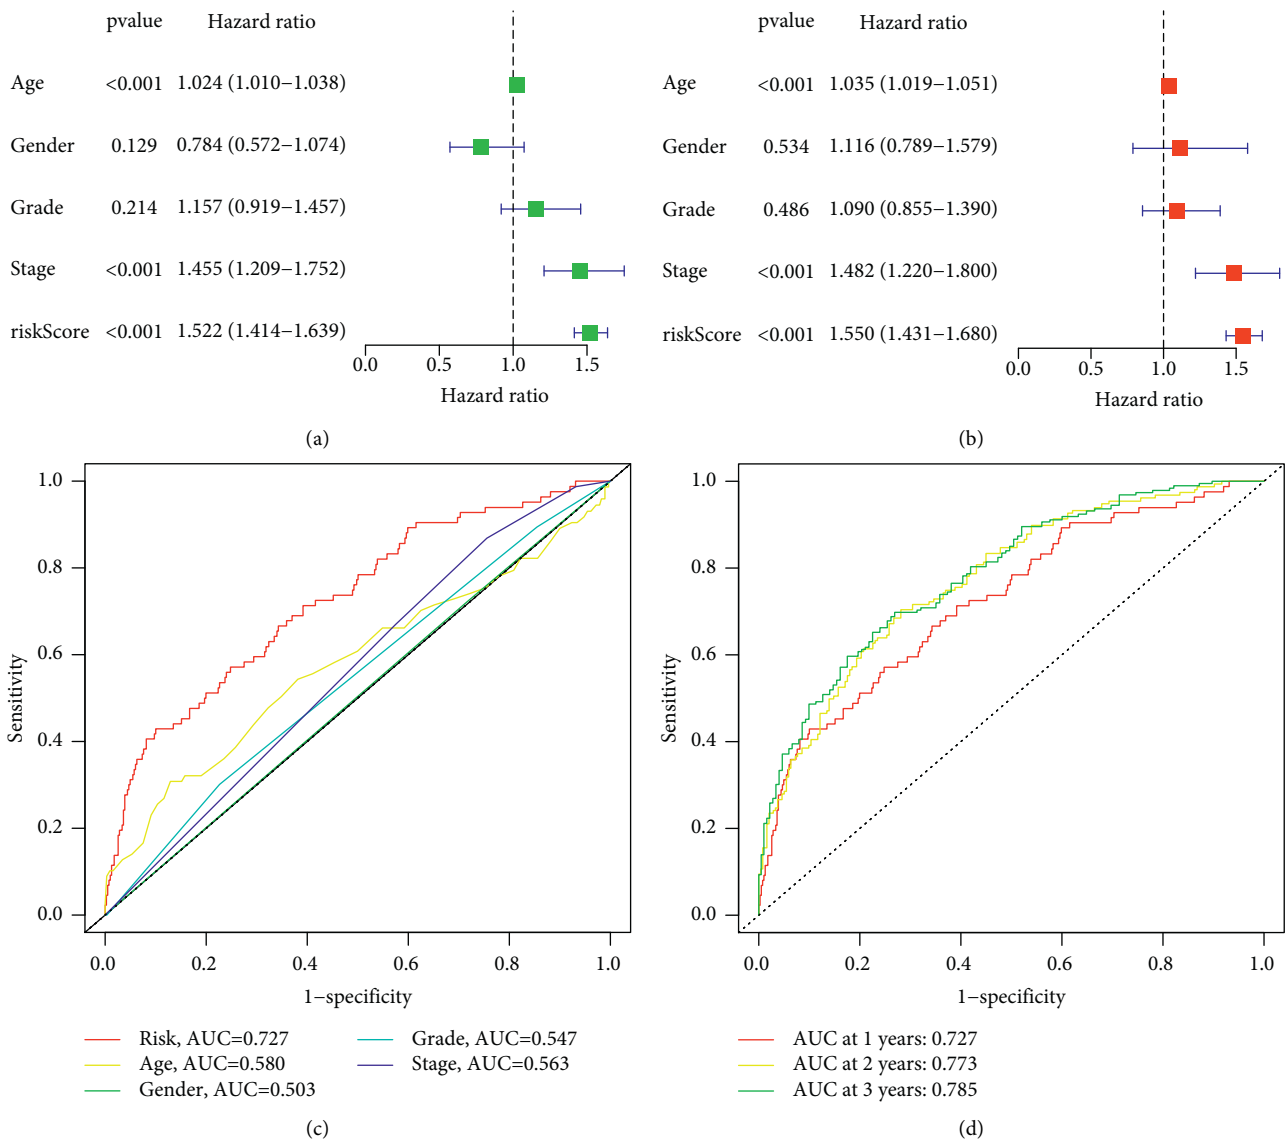 pvalue Hazard ratio
Age <0.001 1.024 (1.010−1.038)
Gender 0.129 0.784 (0.572−1.074)
Grade 0.214 1.157 (0.919−1.457)
Stage <0.001 1.455 (1.209−1.752)
riskScore <0.001 1.522 (1.414−1.639)
0.0 0.5 1.0 1.5
Hazard ratio
(a)
pvalue Hazard ratio
Age <0.001 1.035 (1.019−1.051)
Gender 0.534 1.116 (0.789−1.579)
Grade 0.486 1.090 (0.855−1.390)
Stage <0.001 1.482 (1.220−1.800)
riskScore <0.001 1.550 (1.431−1.680)
0.0 0.5 1.0 1.5
Hazard ratio
(b)
Sensitivity
1.0
0.8
0.6
0.4
0.2
0.0
0.0 0.2 0.4 0.6 0.8 1.0
1−specificity
Risk, AUC=0.727
Age, AUC=0.580
Gender, AUC=0.503
Grade, AUC=0.547
Stage, AUC=0.563
(c)
Sensitivity
1.0
0.8
0.6
0.4
0.2
0.0
0.0 0.2 0.4 0.6 0.8 1.0
1−specificity
AUC at 1 years: 0.727
AUC at 2 years: 0.773
AUC at 3 years: 0.785
(d)